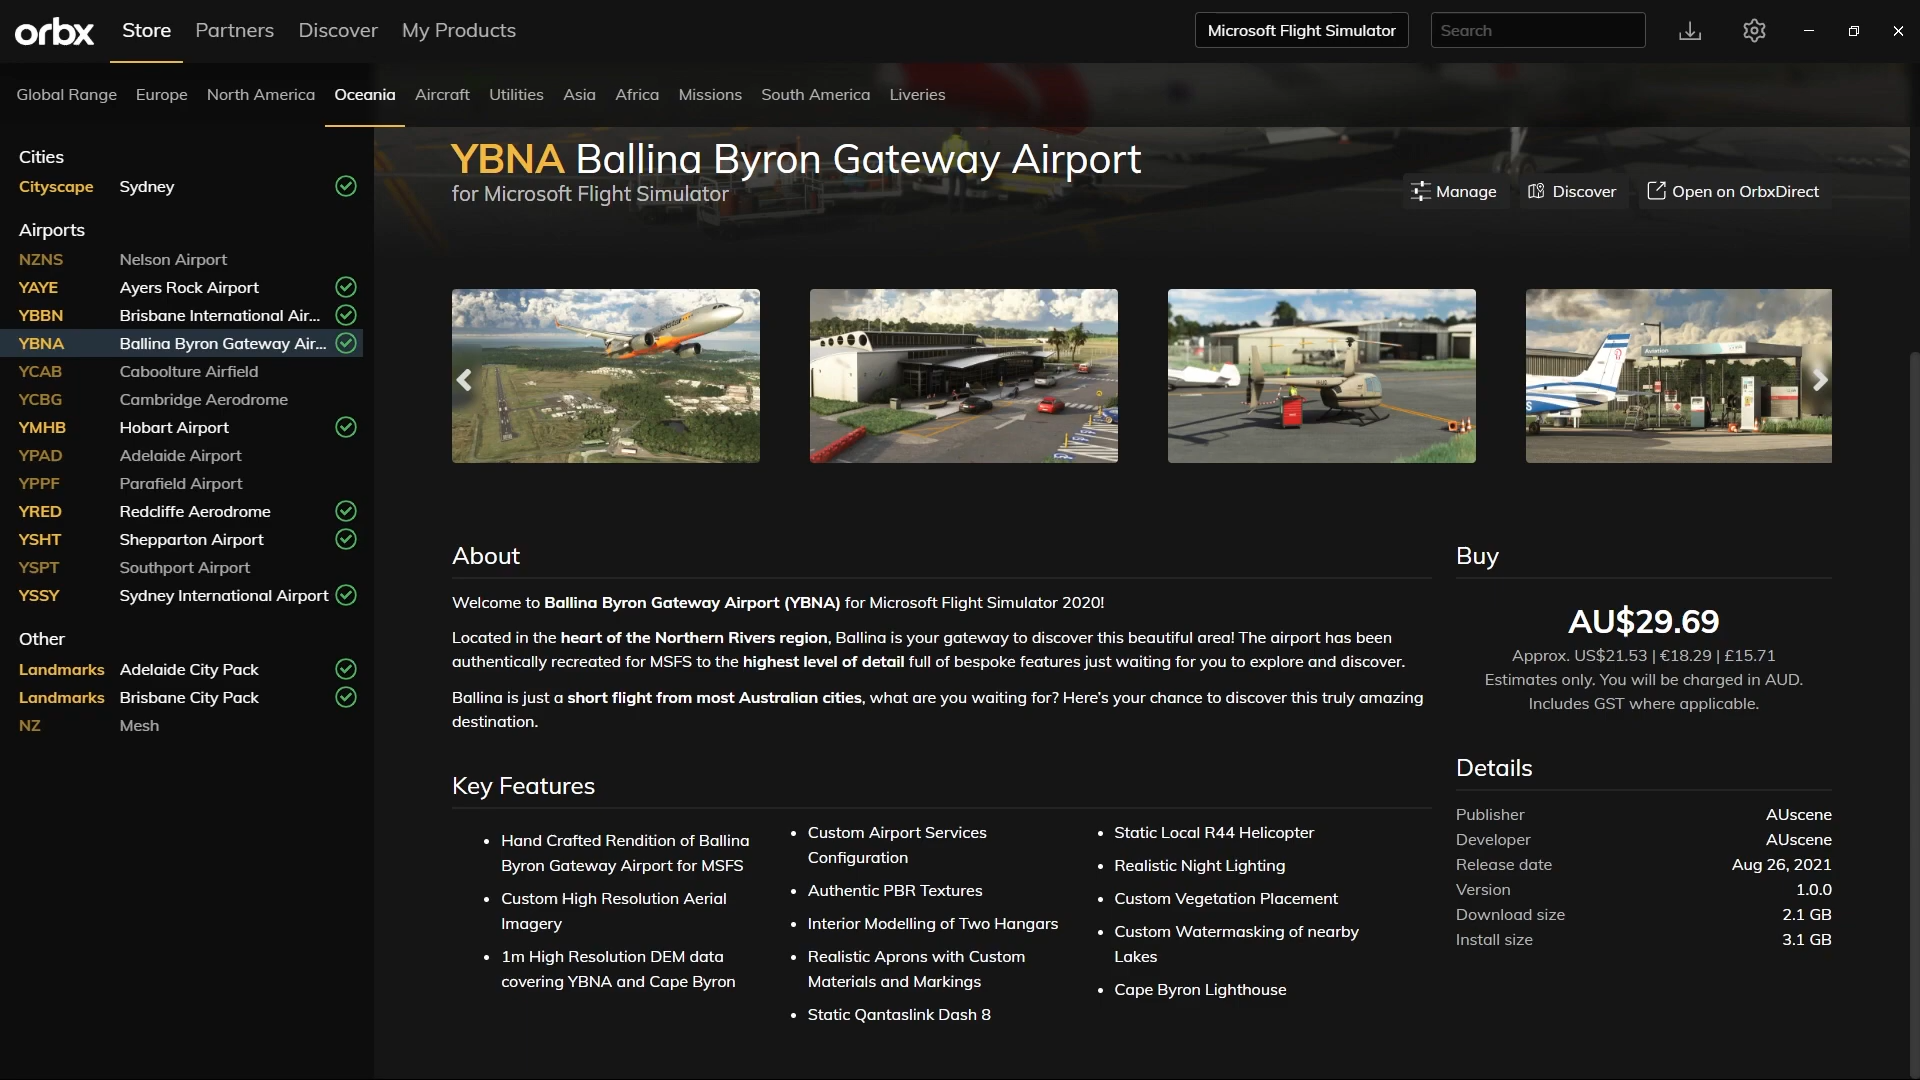 orbx Store Partners Discover My Products Microsoft Flight Simulator Search
Global Range Europe North America Oceania Aircraft Utilities Asia Africa Missions South America Liveries
Cities
Cityscape Sydney
Airports
NZNS Nelson Airport
YAYE Ayers Rock Airport
YBBN Brisbane International Air...
YBNA Ballina Byron Gateway Air...
YCAB Caboolture Airfield
YCBG Cambridge Aerodrome
YMHB Hobart Airport
YPAD Adelaide Airport
YPPF Parafield Airport
YRED Redcliffe Aerodrome
YSHT Shepparton Airport
YSPT Southport Airport
YSSY Sydney International Airport
Other
Landmarks Adelaide City Pack
Landmarks Brisbane City Pack
NZ Mesh
YBNA Ballina Byron Gateway Airport
for Microsoft Flight Simulator
Manage Discover Open on OrbxDirect
Aviation
About
Welcome to Ballina Byron Gateway Airport (YBNA) for Microsoft Flight Simulator 2020!
Located in the heart of the Northern Rivers region, Ballina is your gateway to discover this beautiful area! The airport has been
authentically recreated for MSFS to the highest level of detail full of bespoke features just waiting for you to explore and discover.
Ballina is just a short flight from most Australian cities, what are you waiting for? Here’s your chance to discover this truly amazing
destination.
Key Features
• Hand Crafted Rendition of Ballina
Byron Gateway Airport for MSFS
• Custom High Resolution Aerial
Imagery
• 1m High Resolution DEM data
covering YBNA and Cape Byron
• Custom Airport Services
Configuration
• Authentic PBR Textures
• Interior Modelling of Two Hangars
• Realistic Aprons with Custom
Materials and Markings
• Static Qantaslink Dash 8
• Static Local R44 Helicopter
• Realistic Night Lighting
• Custom Vegetation Placement
• Custom Watermasking of nearby
Lakes
• Cape Byron Lighthouse
Buy
AU$29.69
Approx. US$21.53 | €18.29 | £15.71
Estimates only. You will be charged in AUD.
Includes GST where applicable.
Details
Publisher AUscene
Developer AUscene
Release date Aug 26, 2021
Version 1.0.0
Download size 2.1 GB
Install size 3.1 GB